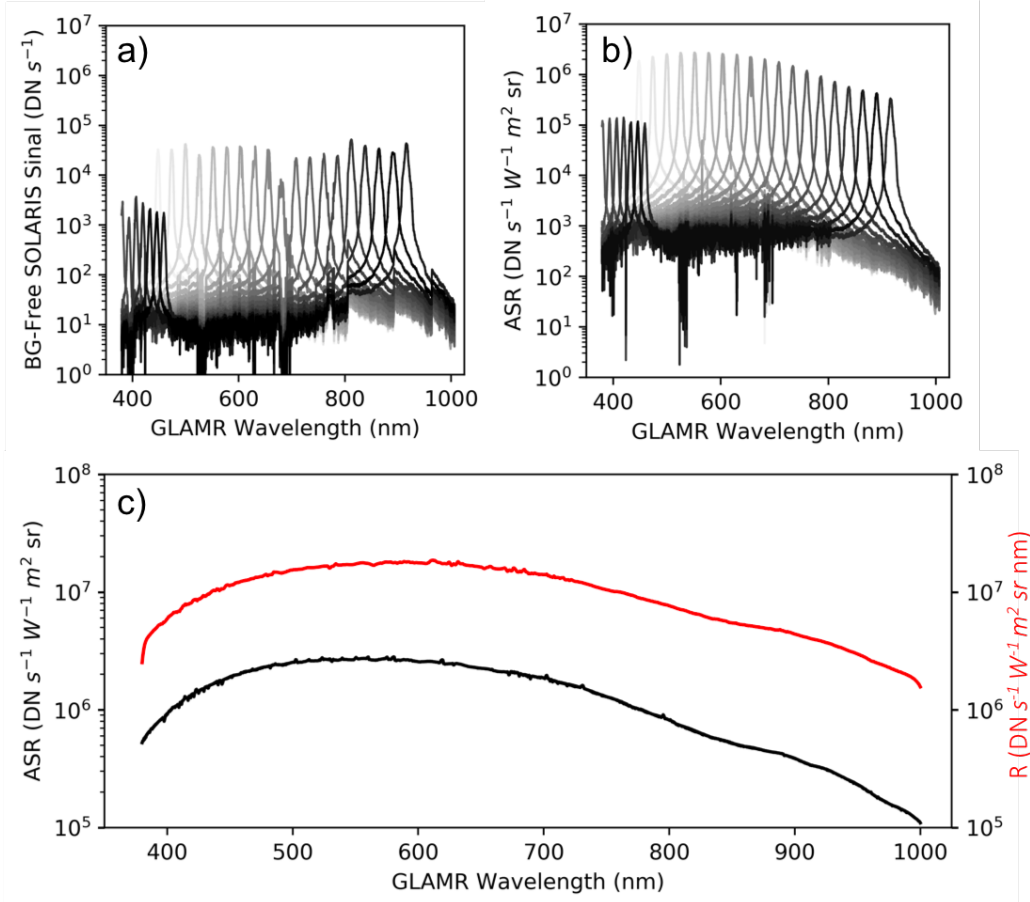 a)
BG-Free SOLARIS Sinal (DN s⁻¹)
10⁷
10⁶
10⁵
10⁴
10³
10²
10¹
10⁰
400 600 800 1000
GLAMR Wavelength (nm)
b)
ASR (DN s⁻¹ W⁻¹ m² sr)
10⁷
10⁶
10⁵
10⁴
10³
10²
10¹
10⁰
400 600 800 1000
GLAMR Wavelength (nm)
c)
ASR (DN s⁻¹ W⁻¹ m² sr)
10⁸
10⁷
10⁶
10⁵
400 500 600 700 800 900 1000
GLAMR Wavelength (nm)
10⁸
10⁷
10⁶
10⁵
R (DN s⁻¹ W⁻¹ m² sr nm)